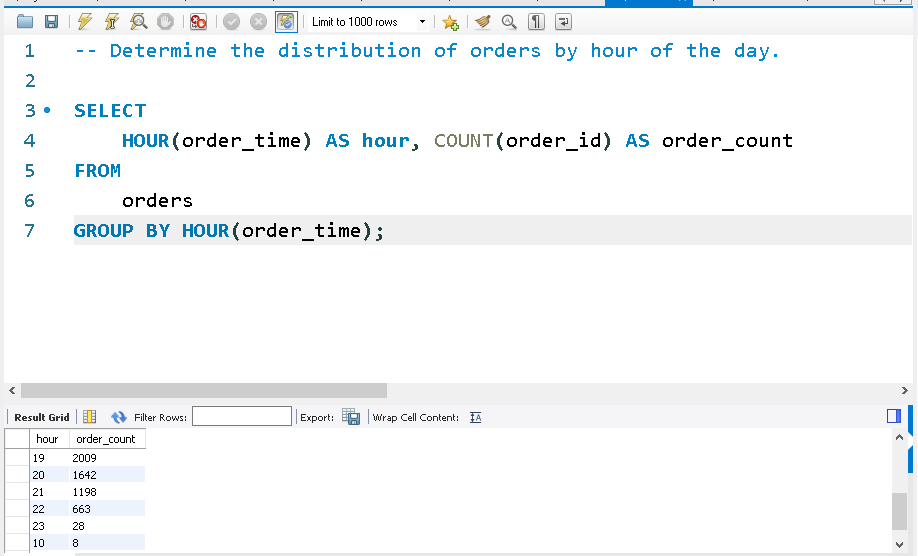 Limit to 1000 rows
1 -- Determine the distribution of orders by hour of the day.
2
3 SELECT
4 HOUR(order_time) AS hour, COUNT(order_id) AS order_count
5 FROM
6 orders
7 GROUP BY HOUR(order_time);
Result Grid Filter Rows: Export: Wrap Cell Content:
hour order_count
19 2009
20 1642
21 1198
22 663
23 28
10 8